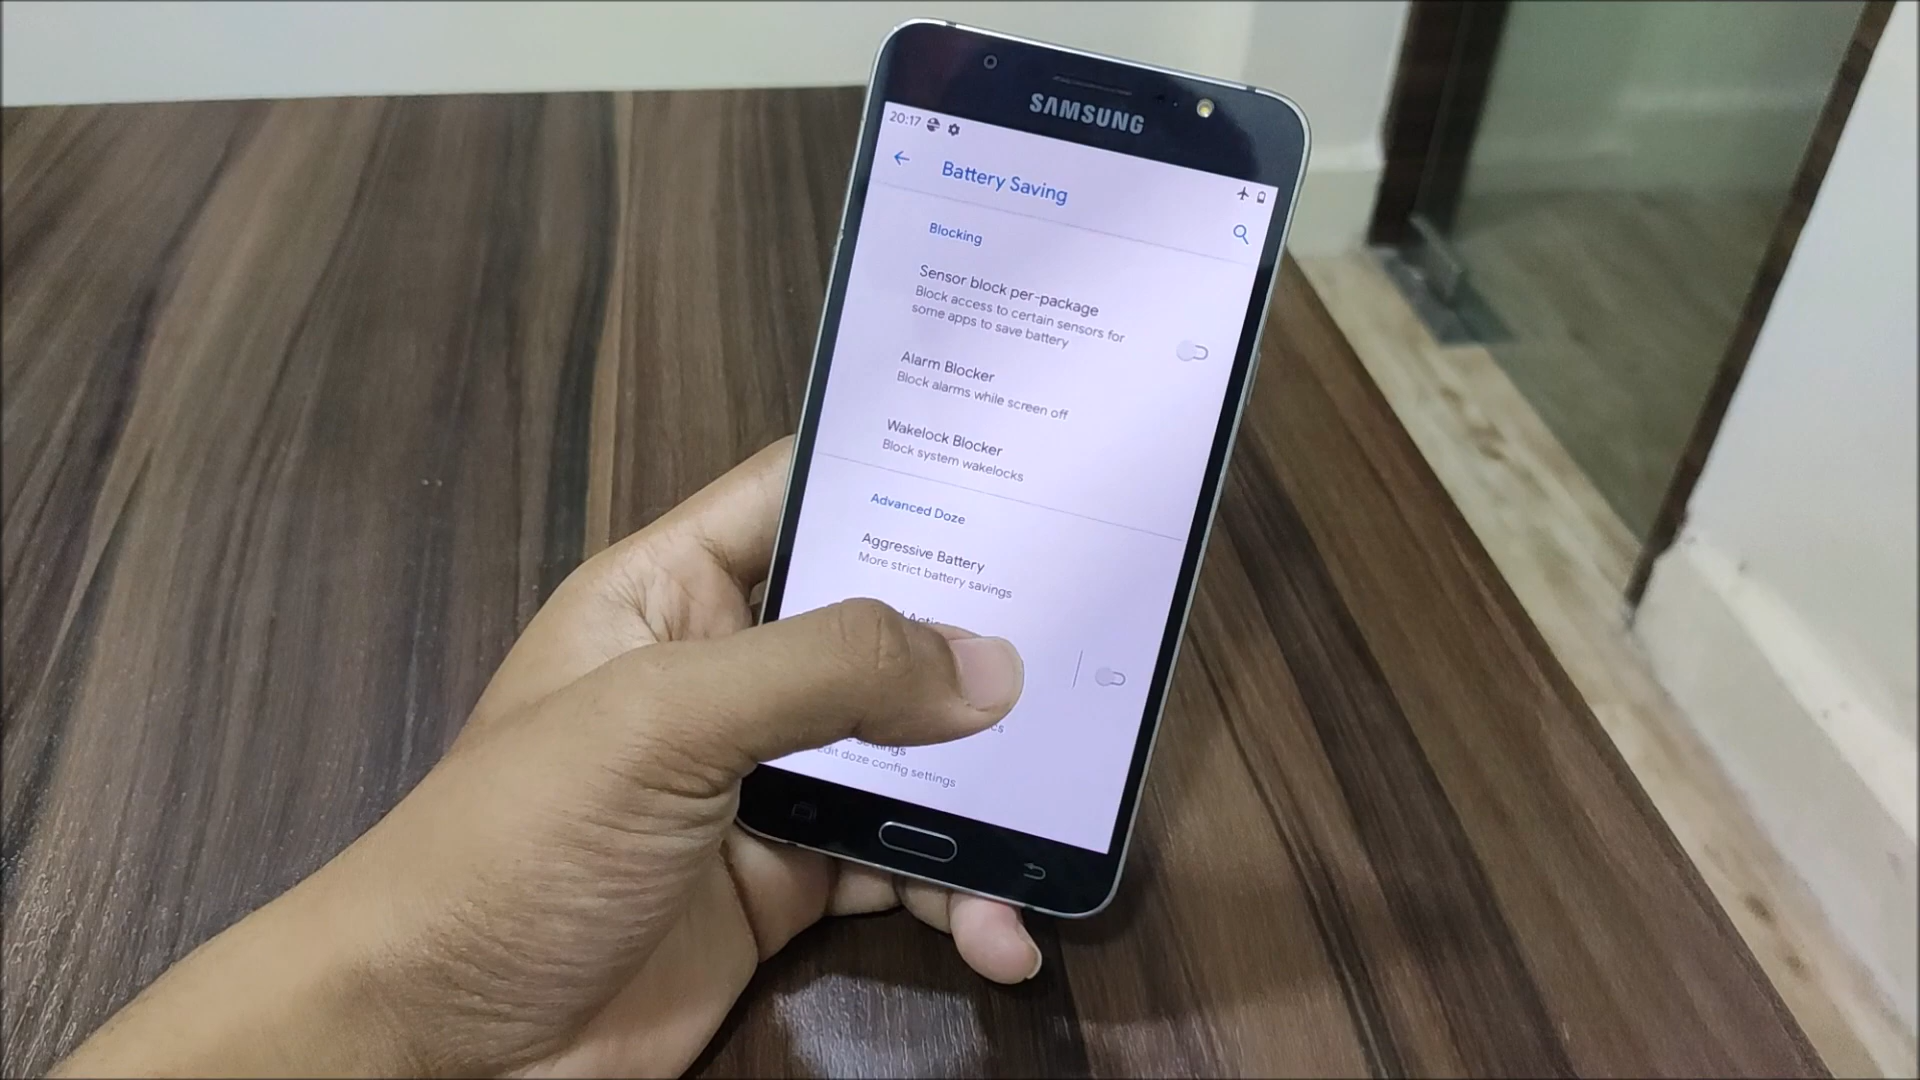 SAMSUNG
20:17
Battery Saving
Blocking
Sensor block per-package
Block access to certain sensors for
some apps to save battery
Alarm Blocker
Block alarms while screen off
Wakelock Blocker
Block system wakelocks
Advanced Doze
Aggressive Battery
More strict battery savings
settings
doze config settings